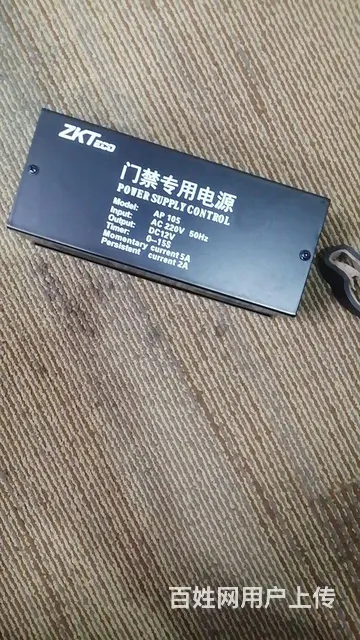 ZKTECO
门禁专用电源
POWER SUPPLY CONTROL
Model: AP 105
Input: AC 220V 50Hz
Output: DC12V
Timer: 0~15S
Momentary current 5A
Persistent current 2A
百姓网用户上传